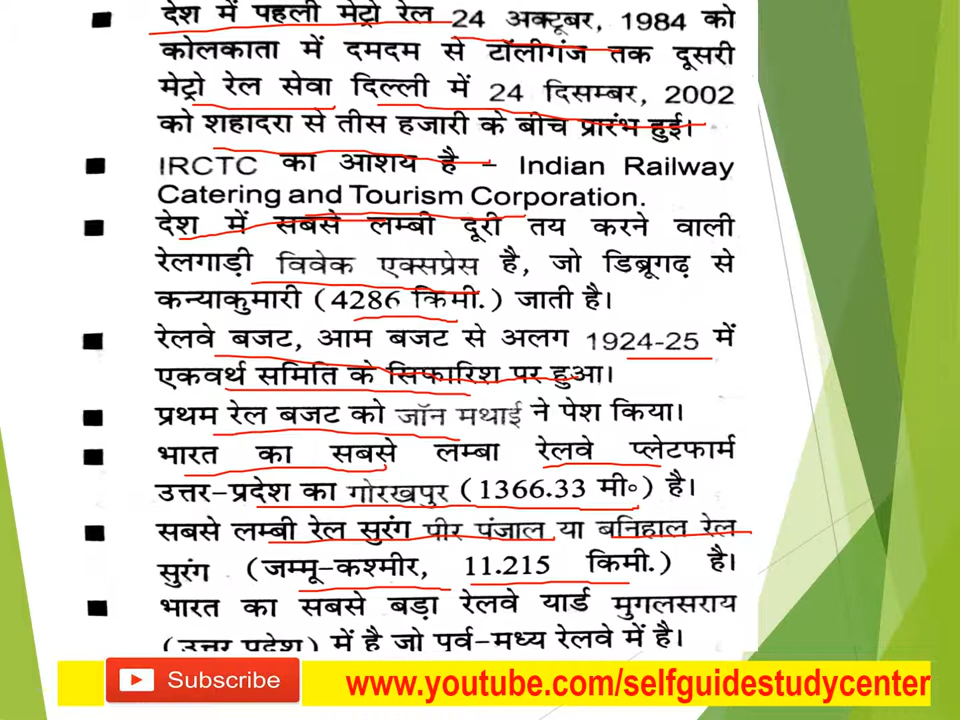 ■ देश में पहली मेट्रो रेल 24 अक्टूबर, 1984 को
कोलकाता में दमदम से टॉलीगंज तक दूसरी
मेट्रो रेल सेवा दिल्ली में 24 दिसम्बर, 2002
को शहादरा से तीस हजारी के बीच प्रारंभ हुई।
■ IRCTC का आशय है – Indian Railway
Catering and Tourism Corporation.
■ देश में सबसे लम्बी दूरी तय करने वाली
रेलगाड़ी विवेक एक्सप्रेस है, जो डिब्रूगढ़ से
कन्याकुमारी (4286 किमी.) जाती है।
■ रेलवे बजट, आम बजट से अलग 1924-25 में
एकवर्थ समिति के सिफारिश पर हुआ।
■ प्रथम रेल बजट को जॉन मथाई ने पेश किया।
■ भारत का सबसे लम्बा रेलवे प्लेटफार्म
उत्तर-प्रदेश का गोरखपुर (1366.33 मी॰) है।
■ सबसे लम्बी रेल सुरंग पीर पंजाल या बनिहाल रेल
सुरंग (जम्मू-कश्मीर, 11.215 किमी.) है।
■ भारत का सबसे बड़ा रेलवे यार्ड मुगलसराय
(उत्तर प्रदेश) में है जो पूर्व-मध्य रेलवे में है।
Subscribe
www.youtube.com/selfguidestudycenter